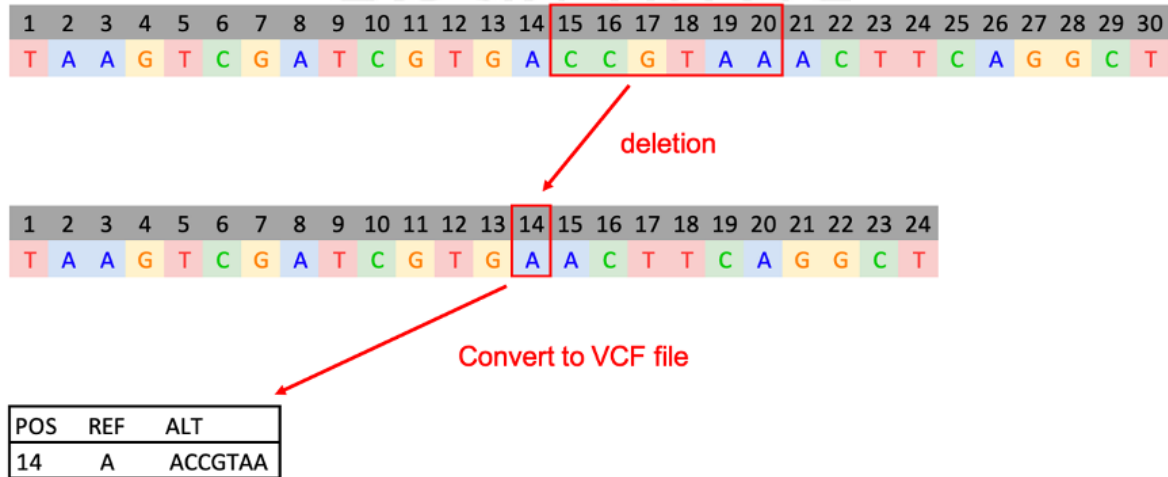 1 2 3 4 5 6 7 8 9 10 11 12 13 14 15 16 17 18 19 20 21 22 23 24 25 26 27 28 29 30
T A A G T C G A T C G T G A C C G T A A A C T T C A G G C T
deletion
1 2 3 4 5 6 7 8 9 10 11 12 13 14 15 16 17 18 19 20 21 22 23 24
T A A G T C G A T C G T G A A C T T C A G G C T
Convert to VCF file
POS REF ALT
14 A ACCGTAA